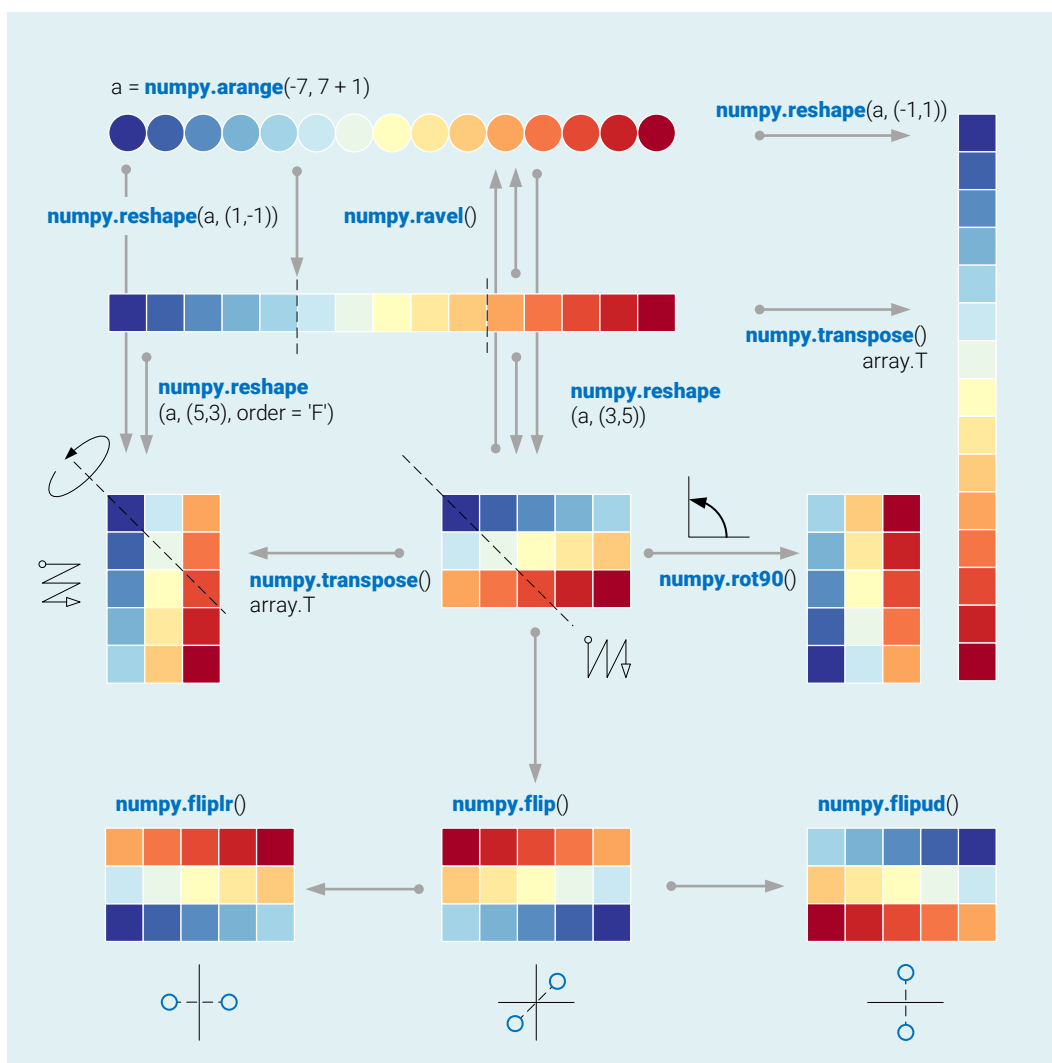 a = numpy.arange(-7, 7 + 1)
numpy.reshape(a, (-1,1))
numpy.reshape(a, (1,-1))
numpy.ravel()
numpy.transpose()
array.T
numpy.reshape
(a, (5,3), order = 'F')
numpy.reshape
(a, (3,5))
numpy.transpose()
array.T
numpy.rot90()
numpy.fliplr()
numpy.flip()
numpy.flipud()